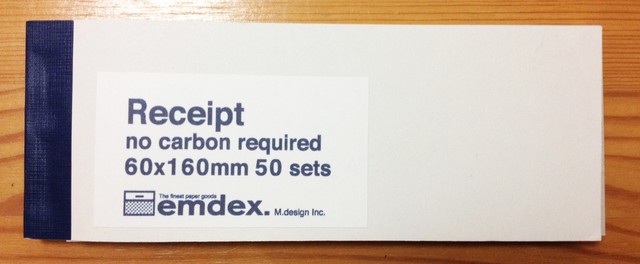 Receipt
no carbon required
60x160mm 50 sets
The finest paper goods
emdex. M.design Inc.